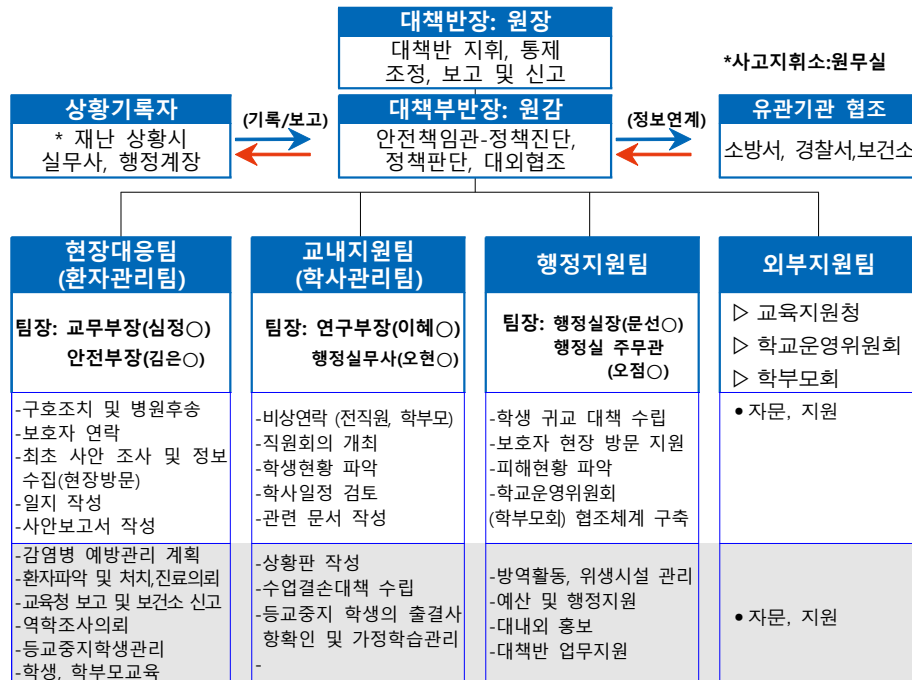 대책반장: 원장
대책반 지휘, 통제
조정, 보고 및 신고
*사고지휘소:원무실
상황기록자
* 재난 상황시
실무사, 행정계장
(기록/보고)
대책부반장: 원감
안전책임관-정책진단,
정책판단, 대외협조
(정보연계)
유관기관 협조
소방서, 경찰서,보건소
현장대응팀
(환자관리팀)
팀장: 교무부장(심정○)
안전부장(김은○)
-구호조치 및 병원후송
-보호자 연락
-최초 사안 조사 및 정보
수집(현장방문)
-일지 작성
-사안보고서 작성
-감염병 예방관리 계획
-환자파악 및 처치,진료의뢰
-교육청 보고 및 보건소 신고
-역학조사의뢰
-등교중지학생관리
-학생, 학부모교육
교내지원팀
(학사관리팀)
팀장: 연구부장(이혜○)
행정실무사(오현○)
-비상연락 (전직원, 학부모)
-직원회의 개최
-학생현황 파악
-학사일정 검토
-관련 문서 작성
-상황판 작성
-수업결손대책 수립
-등교중지 학생의 출결사
항확인 및 가정학습관리
-
행정지원팀
팀장: 행정실장(문선○)
행정실 주무관
(오점○)
-학생 귀교 대책 수립
-보호자 현장 방문 지원
-피해현황 파악
-학교운영위원회
(학부모회) 협조체계 구축
-방역활동, 위생시설 관리
-예산 및 행정지원
-대내외 홍보
-대책반 업무지원
외부지원팀
▷ 교육지원청
▷ 학교운영위원회
▷ 학부모회
• 자문, 지원
• 자문, 지원